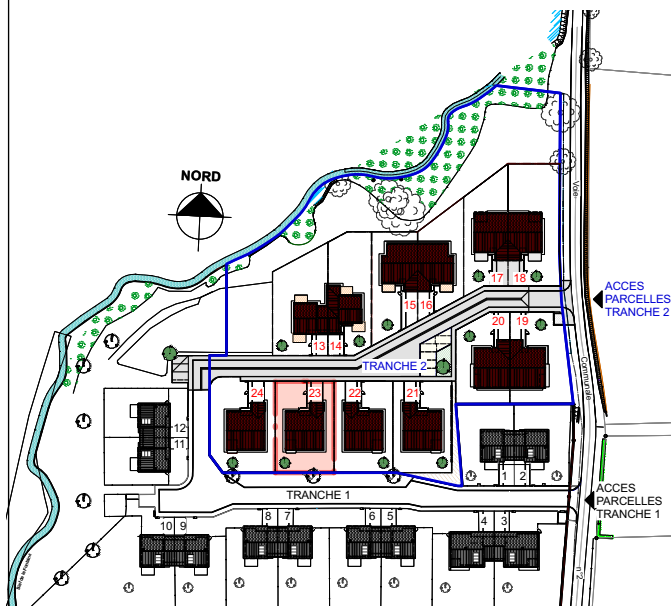 NORD
Voie
17 18
ACCES
PARCELLES
TRANCHE 2
15 16
20 19
13 14
TRANCHE 2
Communale
24
23
22
21
12
11
1 2
ACCES
PARCELLES
TRANCHE 1
TRANCHE 1
10 9
8 7
6 5
4 3
n°2